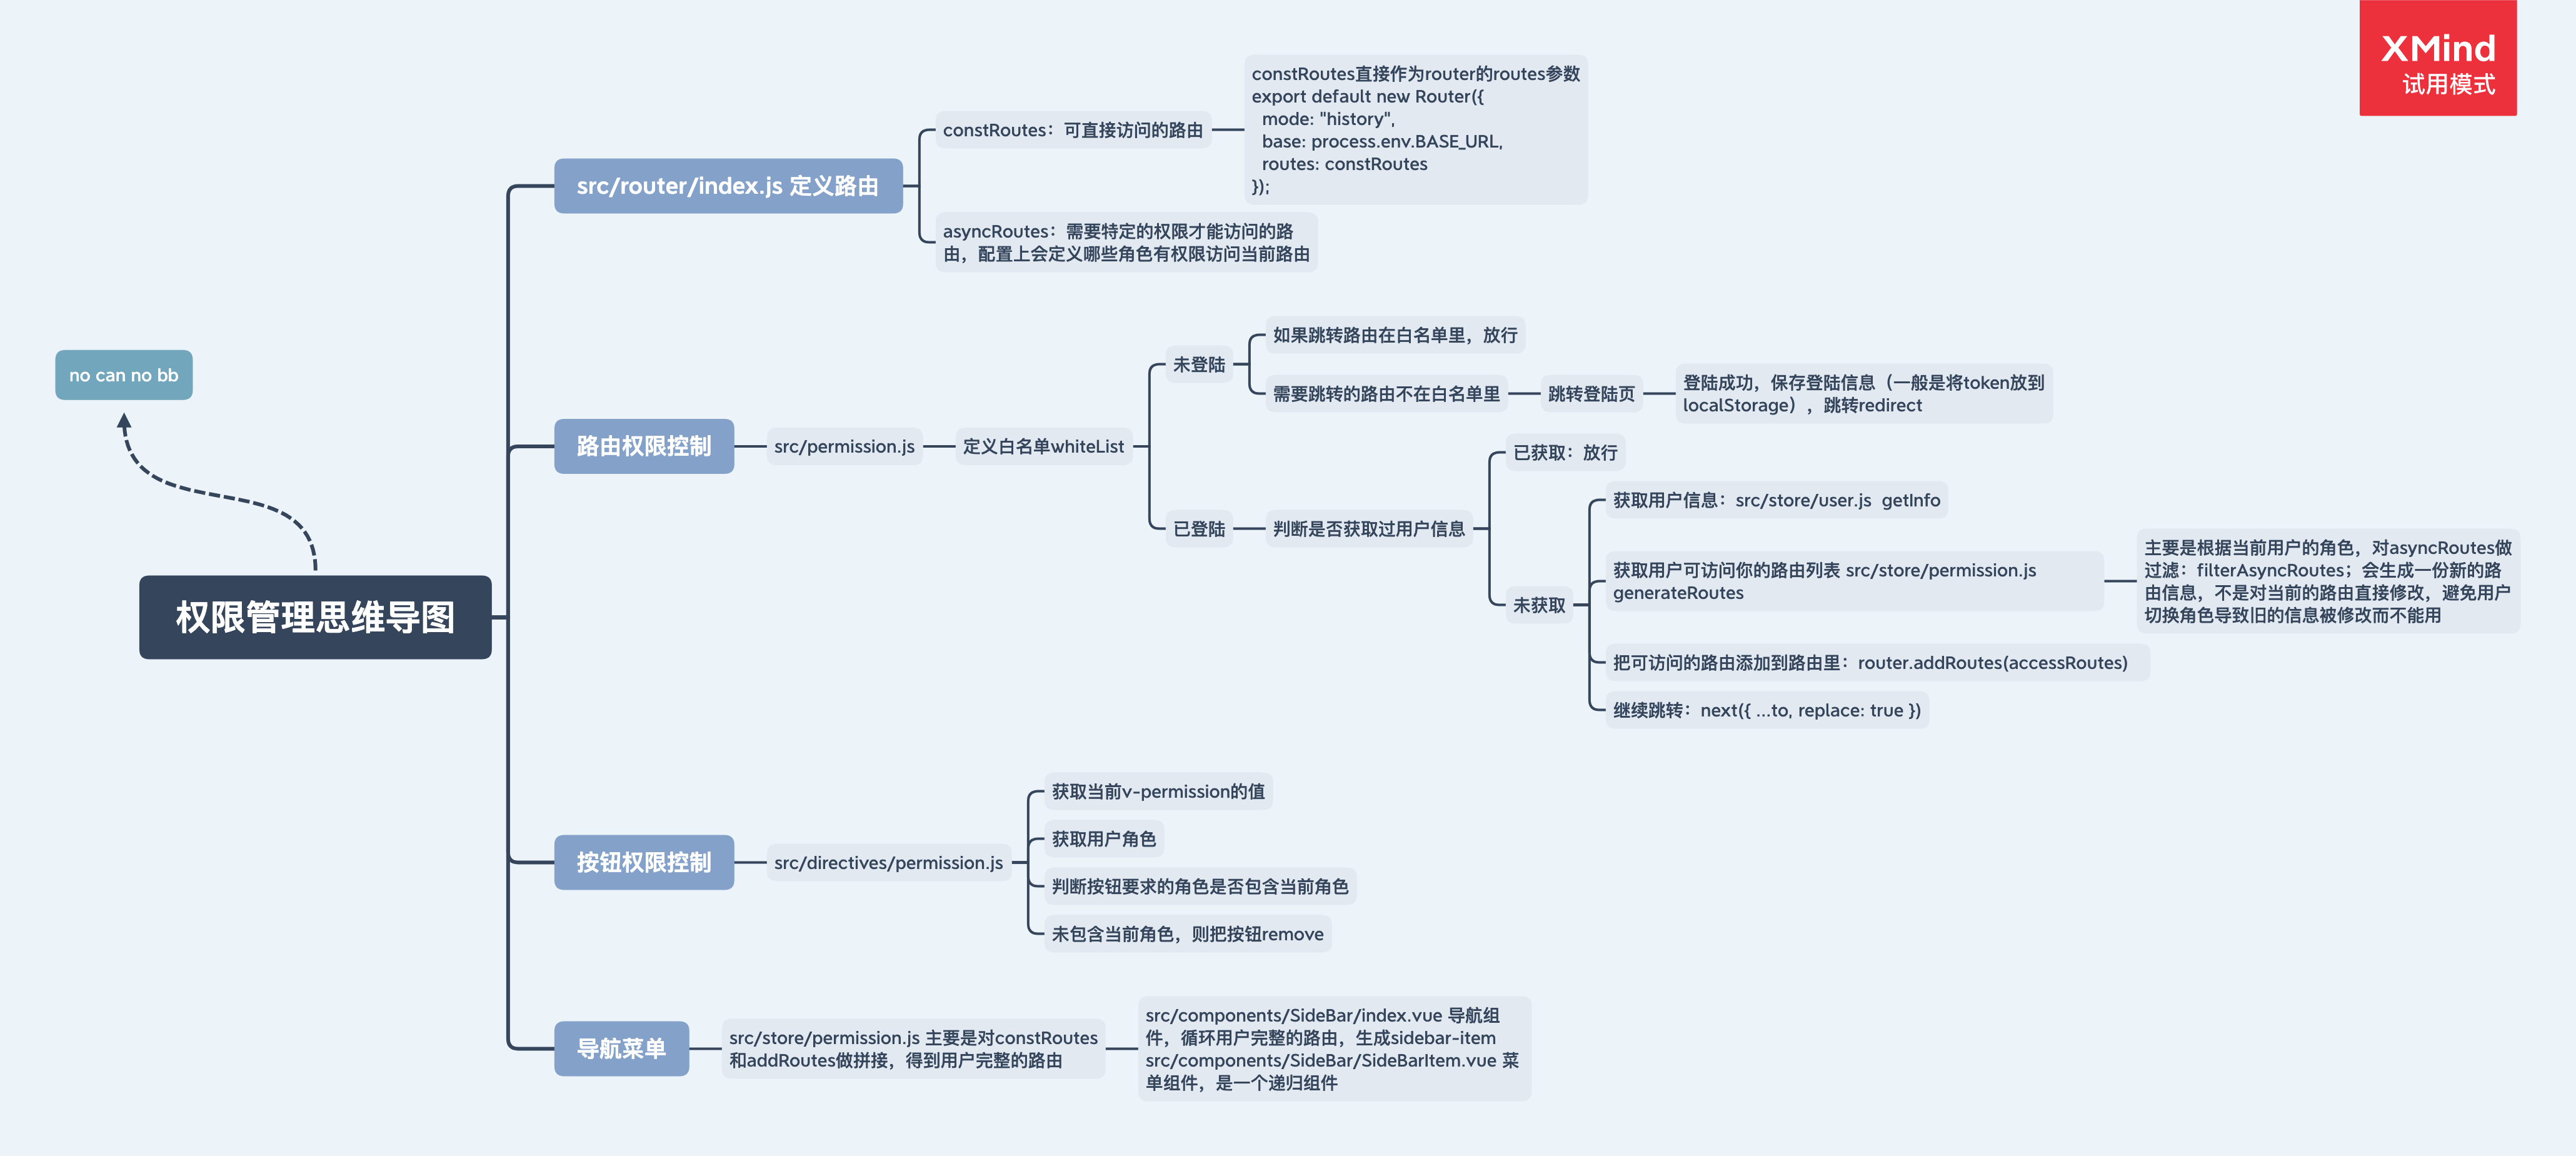 XMind
试用模式
no can no bb
权限管理思维导图
src/router/index.js 定义路由
constRoutes：可直接访问的路由
constRoutes直接作为router的routes参数
export default new Router({
mode: "history",
base: process.env.BASE_URL,
routes: constRoutes
});
asyncRoutes：需要特定的权限才能访问的路
由，配置上会定义哪些角色有权限访问当前路由
路由权限控制
src/permission.js
定义白名单whiteList
未登陆
如果跳转路由在白名单里，放行
需要跳转的路由不在白名单里
跳转登陆页
登陆成功，保存登陆信息（一般是将token放到
localStorage），跳转redirect
已登陆
判断是否获取过用户信息
已获取：放行
未获取
获取用户信息：src/store/user.js  getInfo
获取用户可访问你的路由列表 src/store/permission.js
generateRoutes
主要是根据当前用户的角色，对asyncRoutes做
过滤：filterAsyncRoutes；会生成一份新的路
由信息，不是对当前的路由直接修改，避免用户
切换角色导致旧的信息被修改而不能用
把可访问的路由添加到路由里：router.addRoutes(accessRoutes)
继续跳转：next({ ...to, replace: true })
按钮权限控制
src/directives/permission.js
获取当前v-permission的值
获取用户角色
判断按钮要求的角色是否包含当前角色
未包含当前角色，则把按钮remove
导航菜单
src/store/permission.js 主要是对constRoutes
和addRoutes做拼接，得到用户完整的路由
src/components/SideBar/index.vue 导航组
件，循环用户完整的路由，生成sidebar-item
src/components/SideBar/SideBarItem.vue 菜
单组件，是一个递归组件